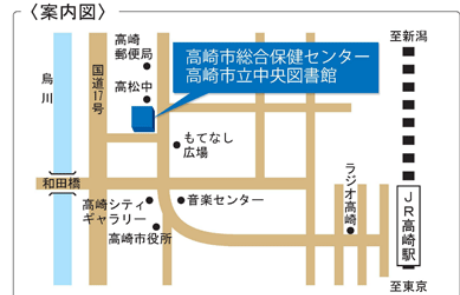 〈案内図〉
至新潟
高崎
郵便局
高崎市総合保健センター
高崎市立中央図書館
烏川
国道17号
高松中
もてなし
広場
和田橋
ラジオ高崎
高崎シティ
ギャラリー
音楽センター
JR高崎駅
高崎市役所
至東京